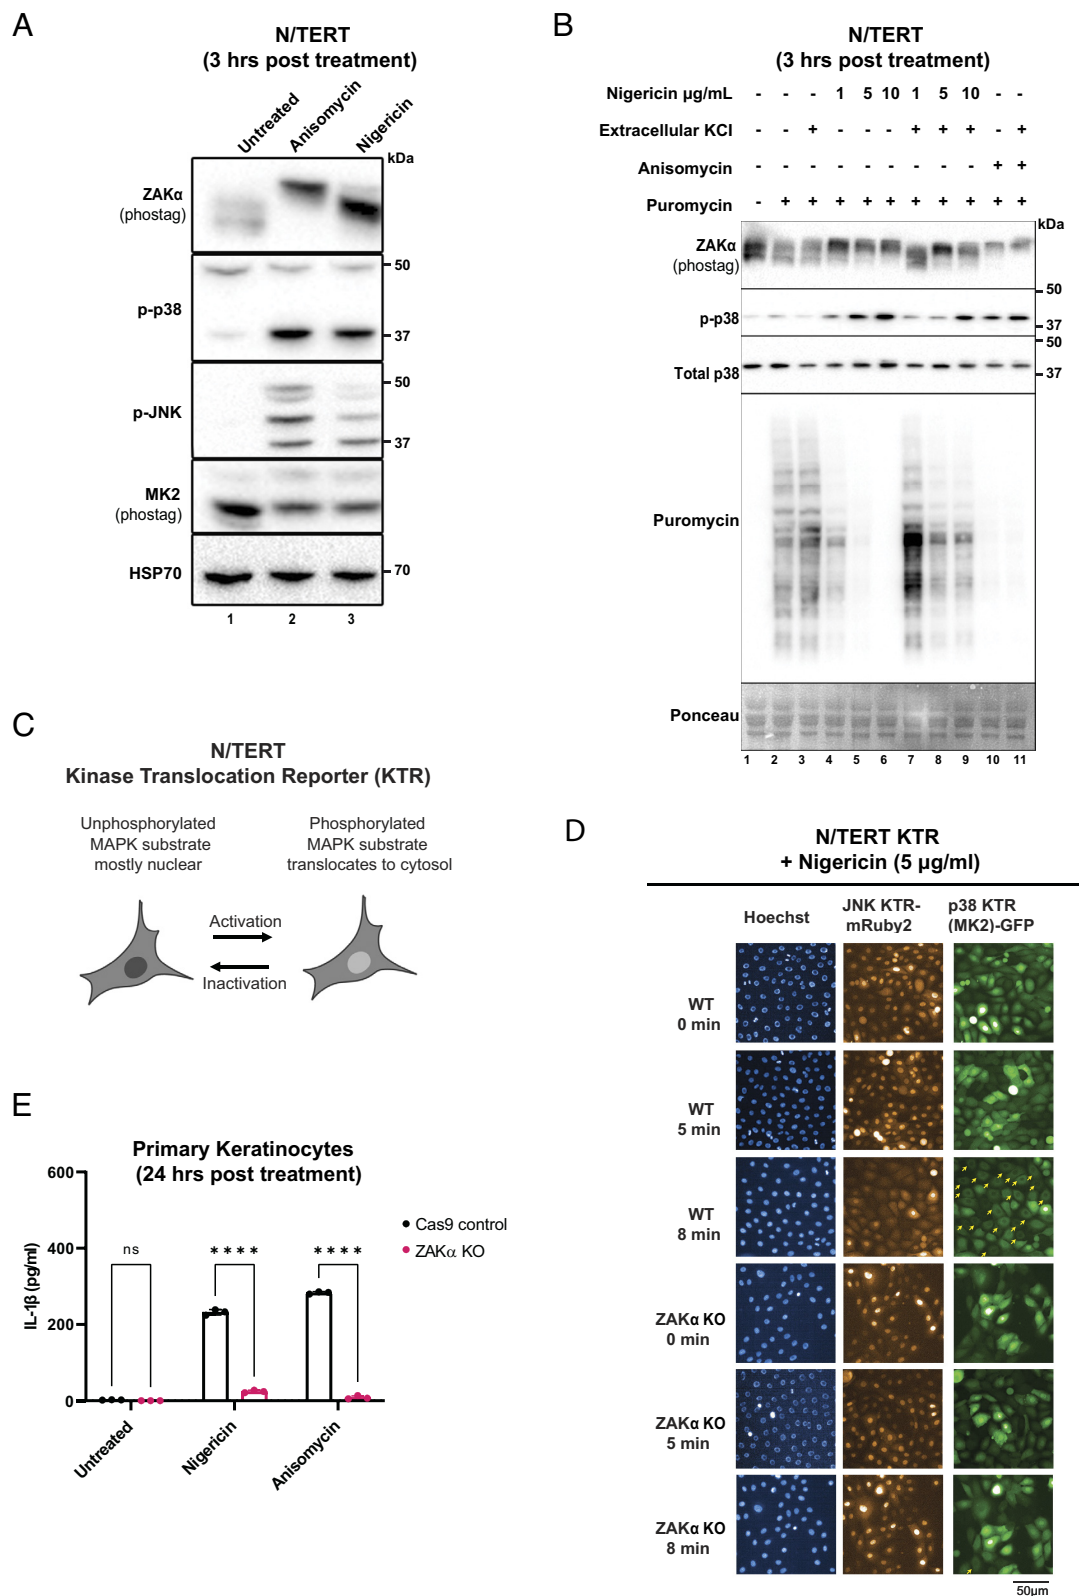 A
N/TERT
(3 hrs post treatment)
Untreated
Anisomycin
Nigericin
kDa
ZAKα
(phostag)
50
p-p38
37
50
p-JNK
37
MK2
(phostag)
HSP70
70
1 2 3
B
N/TERT
(3 hrs post treatment)
Nigericin µg/mL - - - 1 5 10 1 5 10 - -
Extracellular KCl - - + - - - + + + - +
Anisomycin - - - - - - - - - + +
Puromycin - + + + + + + + + + +
kDa
ZAKα
(phostag)
50
p-p38
37
50
Total p38
37
Puromycin
Ponceau
1 2 3 4 5 6 7 8 9 10 11
C
N/TERT
Kinase Translocation Reporter (KTR)
Unphosphorylated
MAPK substrate
mostly nuclear
Phosphorylated
MAPK substrate
translocates to cytosol
Activation
Inactivation
D
N/TERT KTR
+ Nigericin (5 µg/ml)
Hoechst
JNK KTR-
mRuby2
p38 KTR
(MK2)-GFP
WT
0 min
WT
5 min
WT
8 min
ZAKα KO
0 min
ZAKα KO
5 min
ZAKα KO
8 min
50µm
E
Primary Keratinocytes
(24 hrs post treatment)
IL-1β (pg/ml)
600
400
200
0
ns
****
****
Cas9 control
ZAKα KO
Untreated
Nigericin
Anisomycin